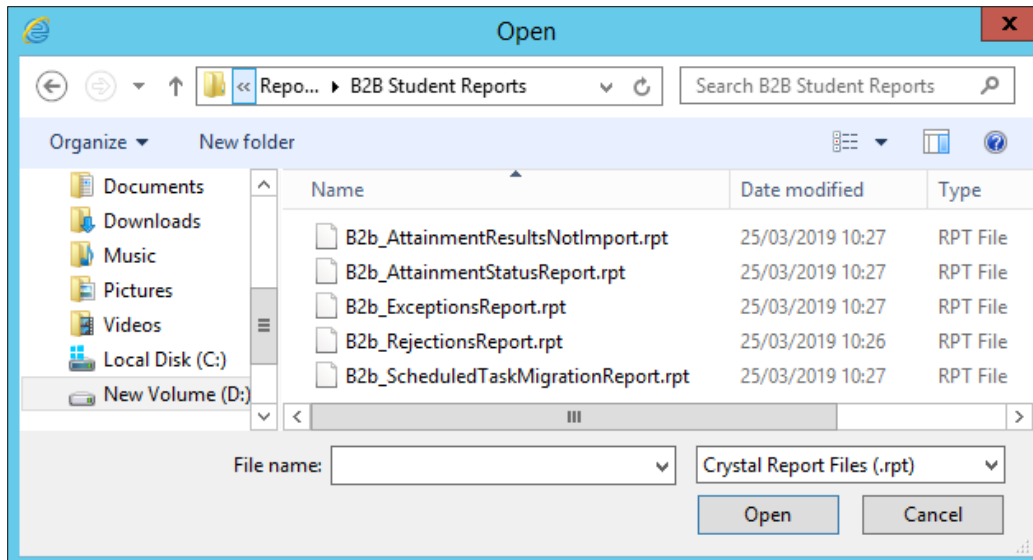 Open
x
« Repo... B2B Student Reports Search B2B Student Reports
Organize New folder
Documents Name Date modified Type
Downloads
Music B2b_AttainmentResultsNotImport.rpt 25/03/2019 10:27 RPT File
Pictures B2b_AttainmentStatusReport.rpt 25/03/2019 10:27 RPT File
Videos B2b_ExceptionsReport.rpt 25/03/2019 10:27 RPT File
Local Disk (C:) B2b_RejectionsReport.rpt 25/03/2019 10:26 RPT File
New Volume (D:) B2b_ScheduledTaskMigrationReport.rpt 25/03/2019 10:27 RPT File
File name: Crystal Report Files (.rpt)
Open Cancel